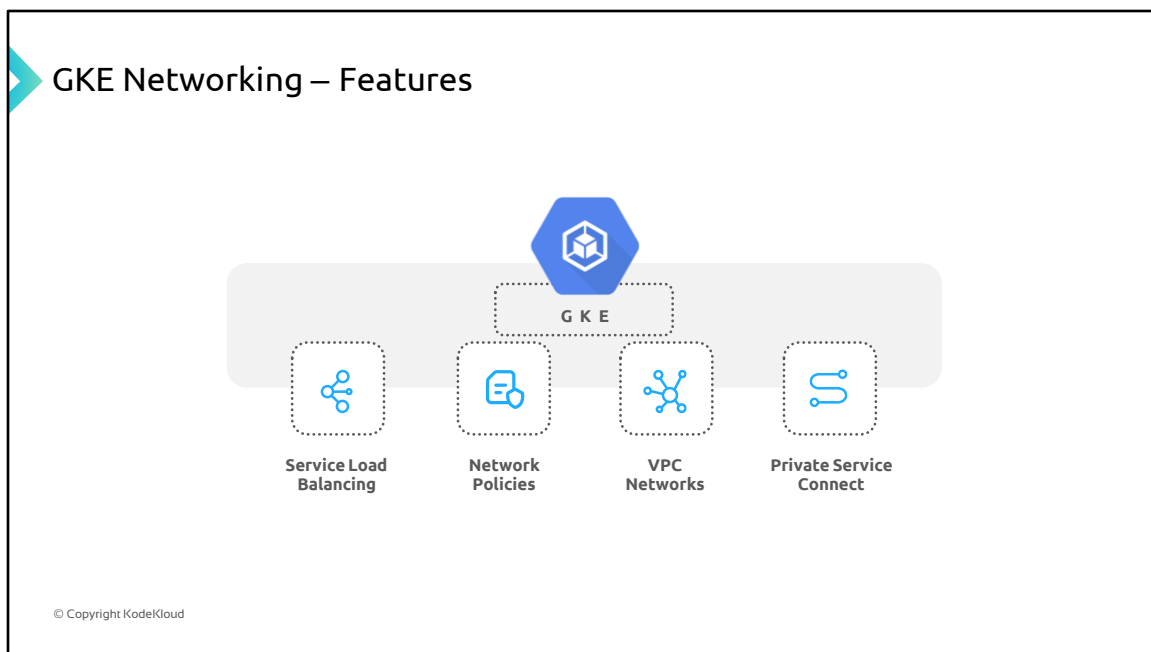 GKE Networking – Features
G K E
Service Load
Balancing
Network
Policies
VPC
Networks
Private Service
Connect
© Copyright KodeKloud